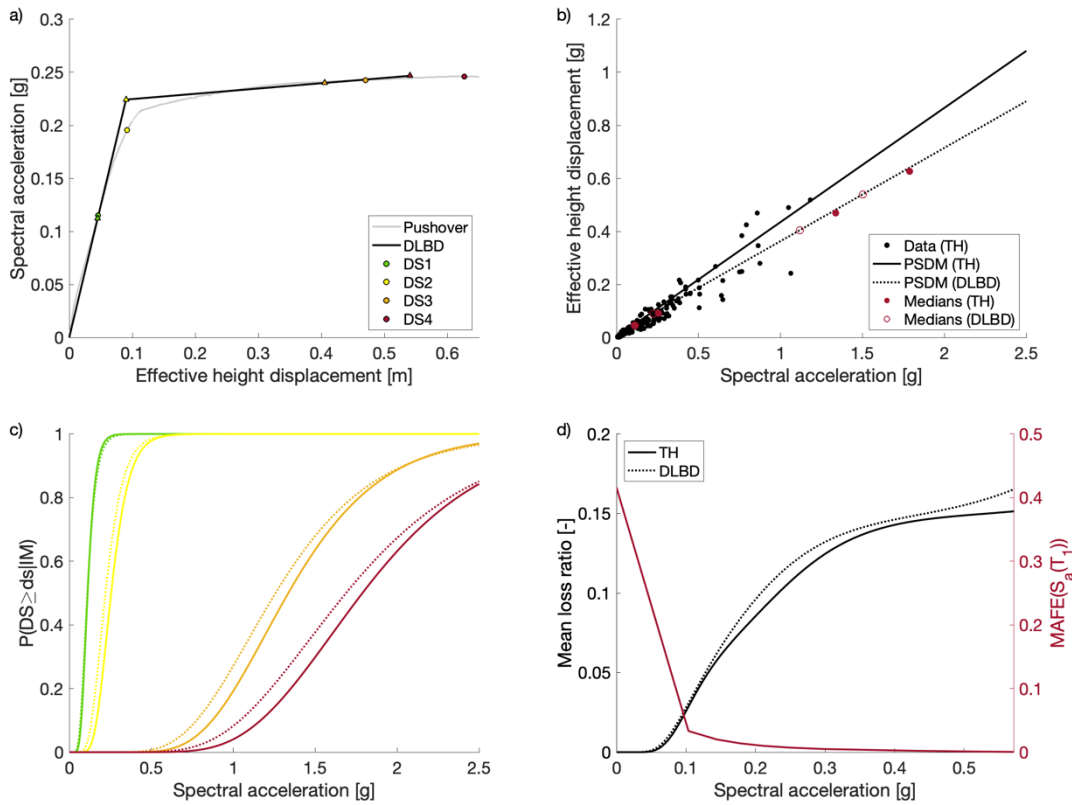 a)
Spectral acceleration [g]
0.3
0.25
0.2
0.15
0.1
0.05
0
0 0.1 0.2 0.3 0.4 0.5 0.6
Effective height displacement [m]
Pushover
DLBD
DS1
DS2
DS3
DS4
b)
Effective height displacement [g]
1.2
1
0.8
0.6
0.4
0.2
0
0 0.5 1 1.5 2 2.5
Spectral acceleration [g]
Data (TH)
PSDM (TH)
PSDM (DLBD)
Medians (TH)
Medians (DLBD)
c)
P(DS≥ds|IM)
1
0.8
0.6
0.4
0.2
0
0 0.5 1 1.5 2 2.5
Spectral acceleration [g]
d)
TH
DLBD
Mean loss ratio [-]
0.2
0.15
0.1
0.05
0
0 0.1 0.2 0.3 0.4 0.5
Spectral acceleration [g]
0.5
0.4
0.3
0.2
0.1
0
MAFE(Sa(T1))